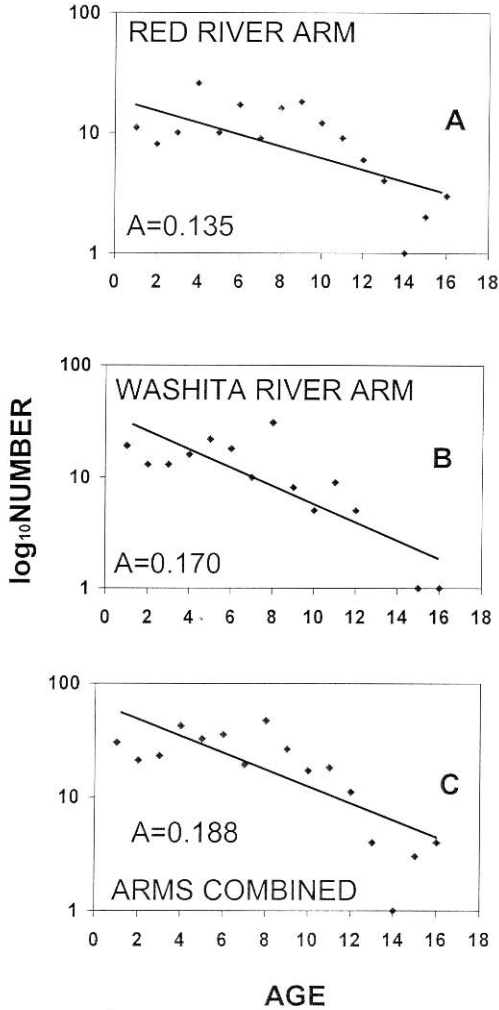 RED RIVER ARM
100
10
1
A
A=0.135
0 2 4 6 8 10 12 14 16 18
WASHITA RIVER ARM
100
10
1
B
A=0.170
0 2 4 6 8 10 12 14 16 18
log₁₀NUMBER
100
10
1
C
A=0.188
ARMS COMBINED
0 2 4 6 8 10 12 14 16 18
AGE